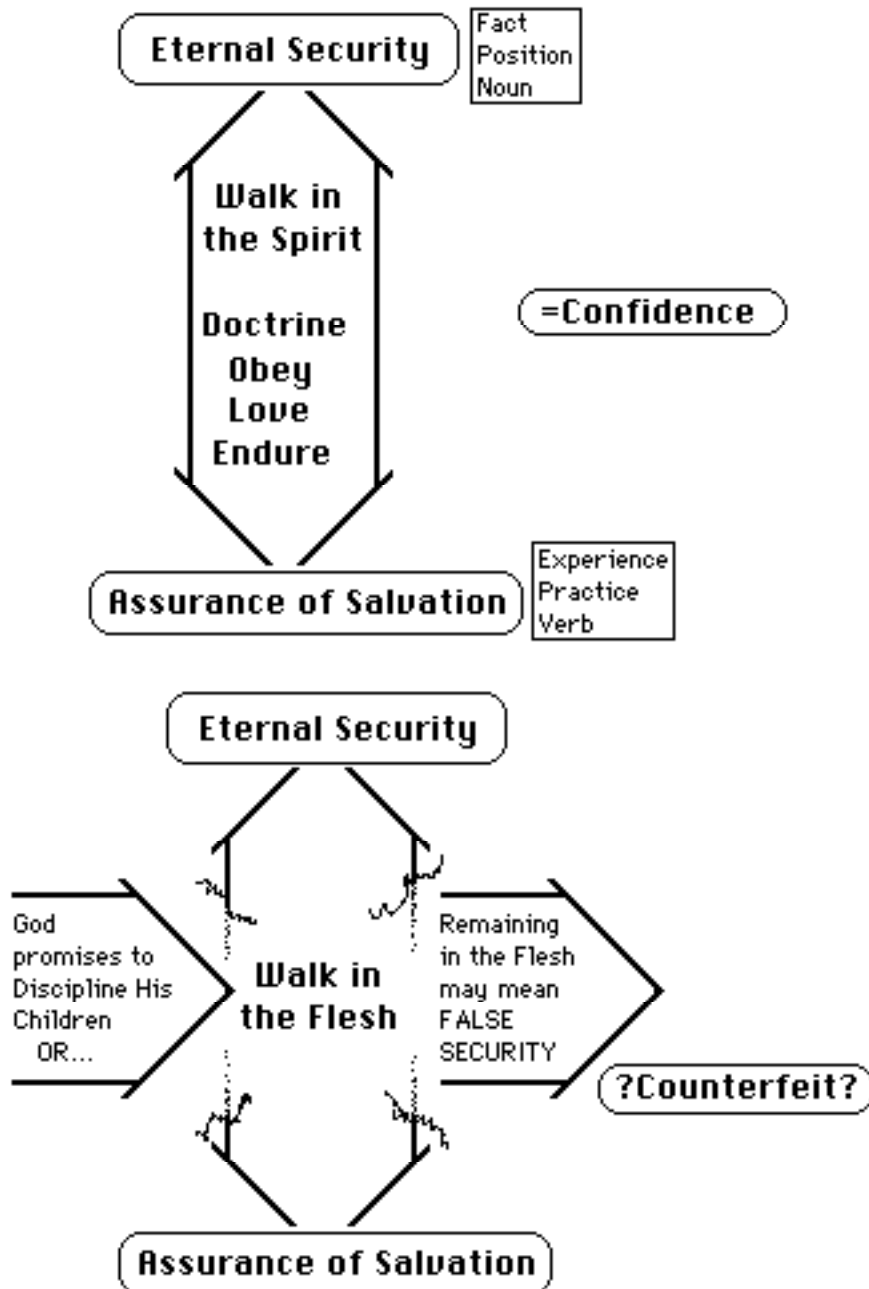 Eternal Security
Fact
Position
Noun
Walk in
the Spirit
Doctrine
Obey
Love
Endure
=Confidence
Assurance of Salvation
Experience
Practice
Verb
Eternal Security
God
promises to
Discipline His
Children
OR...
Walk in
the Flesh
Remaining
in the Flesh
may mean
FALSE
SECURITY
?Counterfeit?
Assurance of Salvation